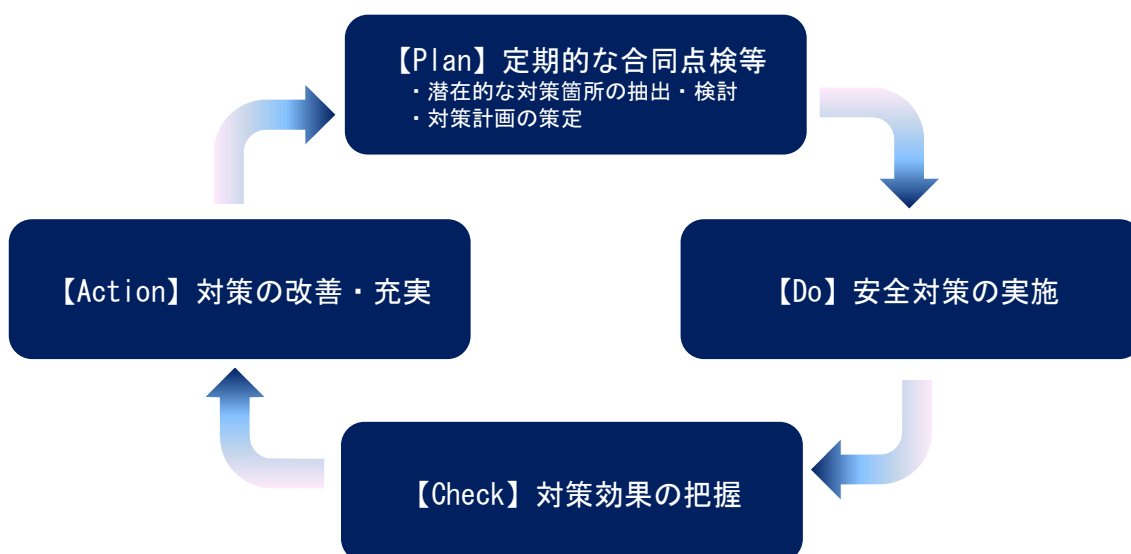 【Plan】定期的な合同点検等
・潜在的な対策箇所の抽出・検討
・対策計画の策定
【Do】安全対策の実施
【Check】対策効果の把握
【Action】対策の改善・充実